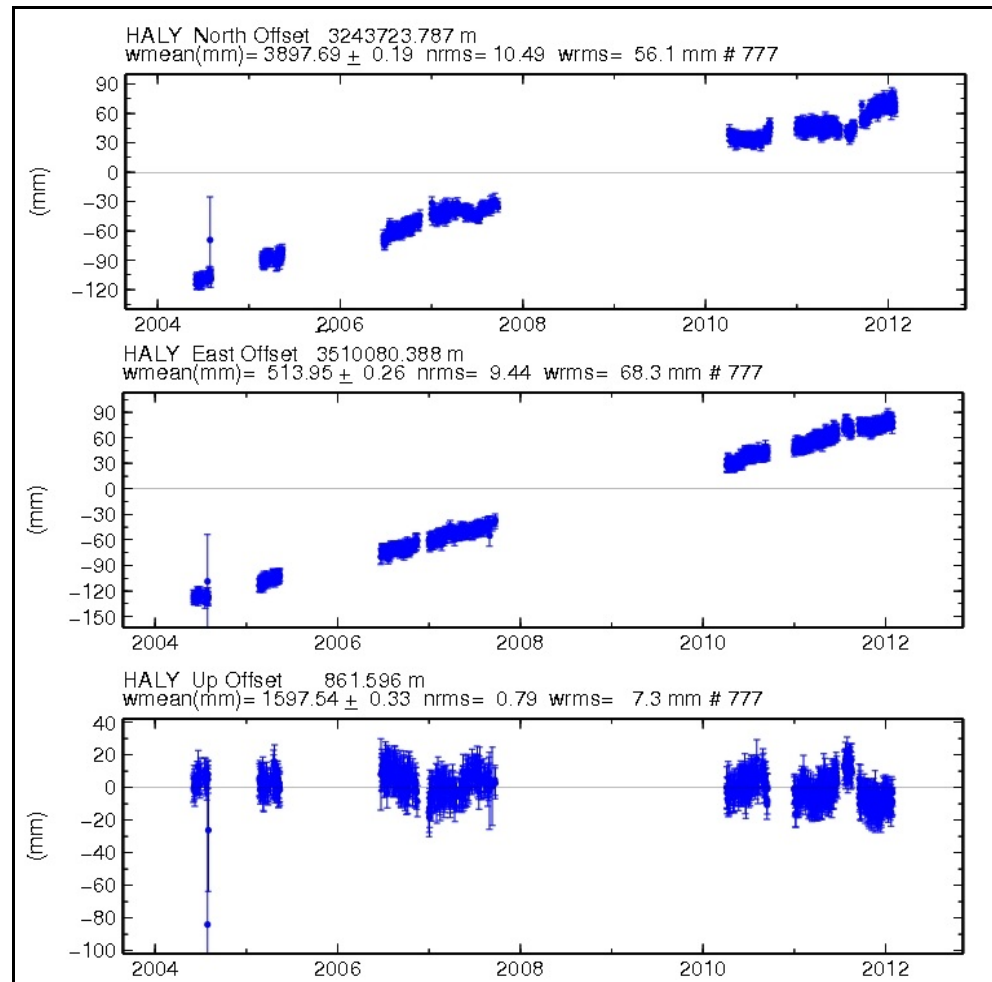 HALY North Offset 3243723.787 m
wmean(mm)= 3897.69 ± 0.19 nrms= 10.49 wrms= 56.1 mm # 777
90
60
30
0
−30
−60
−90
−120
(mm)
2004 2006 2008 2010 2012
HALY East Offset 3510080.388 m
wmean(mm)= 513.95 ± 0.26 nrms= 9.44 wrms= 68.3 mm # 777
90
60
30
0
−30
−60
−90
−120
−150
(mm)
2004 2006 2008 2010 2012
HALY Up Offset 861.596 m
wmean(mm)= 1597.54 ± 0.33 nrms= 0.79 wrms= 7.3 mm # 777
40
20
0
−20
−40
−60
−80
−100
(mm)
2004 2006 2008 2010 2012